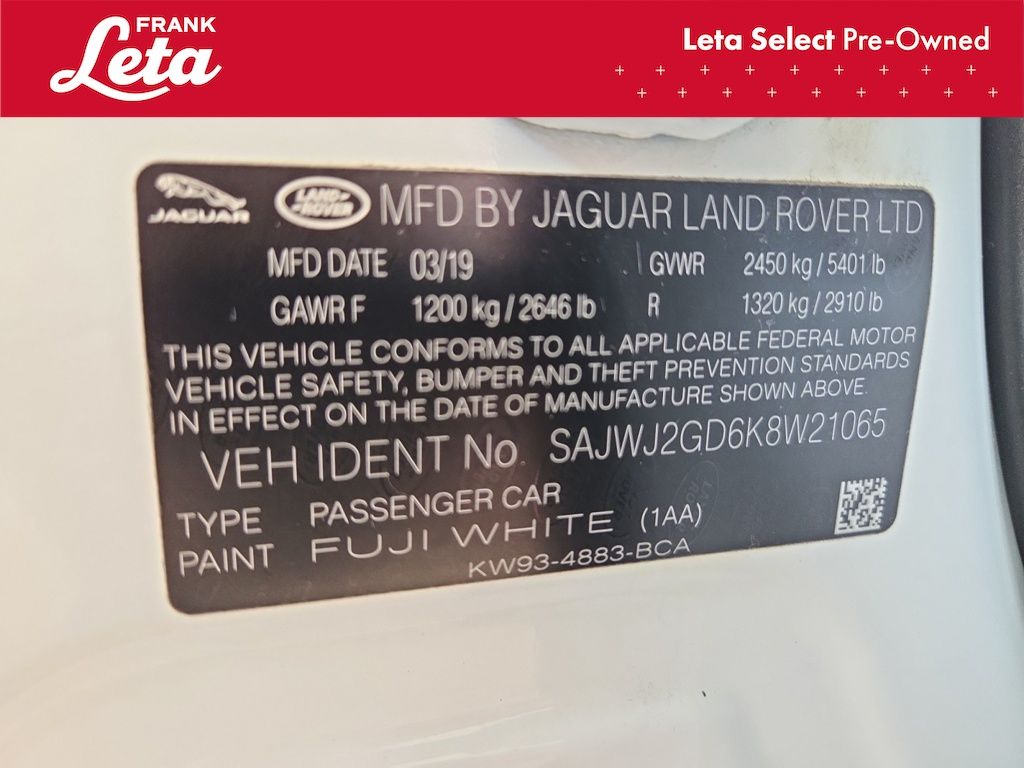 FRANK
Leta
Leta Select Pre-Owned
JAGUAR
LAND ROVER
MFD BY JAGUAR LAND ROVER LTD
MFD DATE 03/19 GVWR 2450 kg / 5401 lb
GAWR F 1200 kg / 2646 lb R 1320 kg / 2910 lb
THIS VEHICLE CONFORMS TO ALL APPLICABLE FEDERAL MOTOR
VEHICLE SAFETY, BUMPER AND THEFT PREVENTION STANDARDS
IN EFFECT ON THE DATE OF MANUFACTURE SHOWN ABOVE.
VEH IDENT No. SAJWJ2GD6K8W21065
TYPE PASSENGER CAR
PAINT FUJI WHITE (1AA)
KW93-4883-BCA